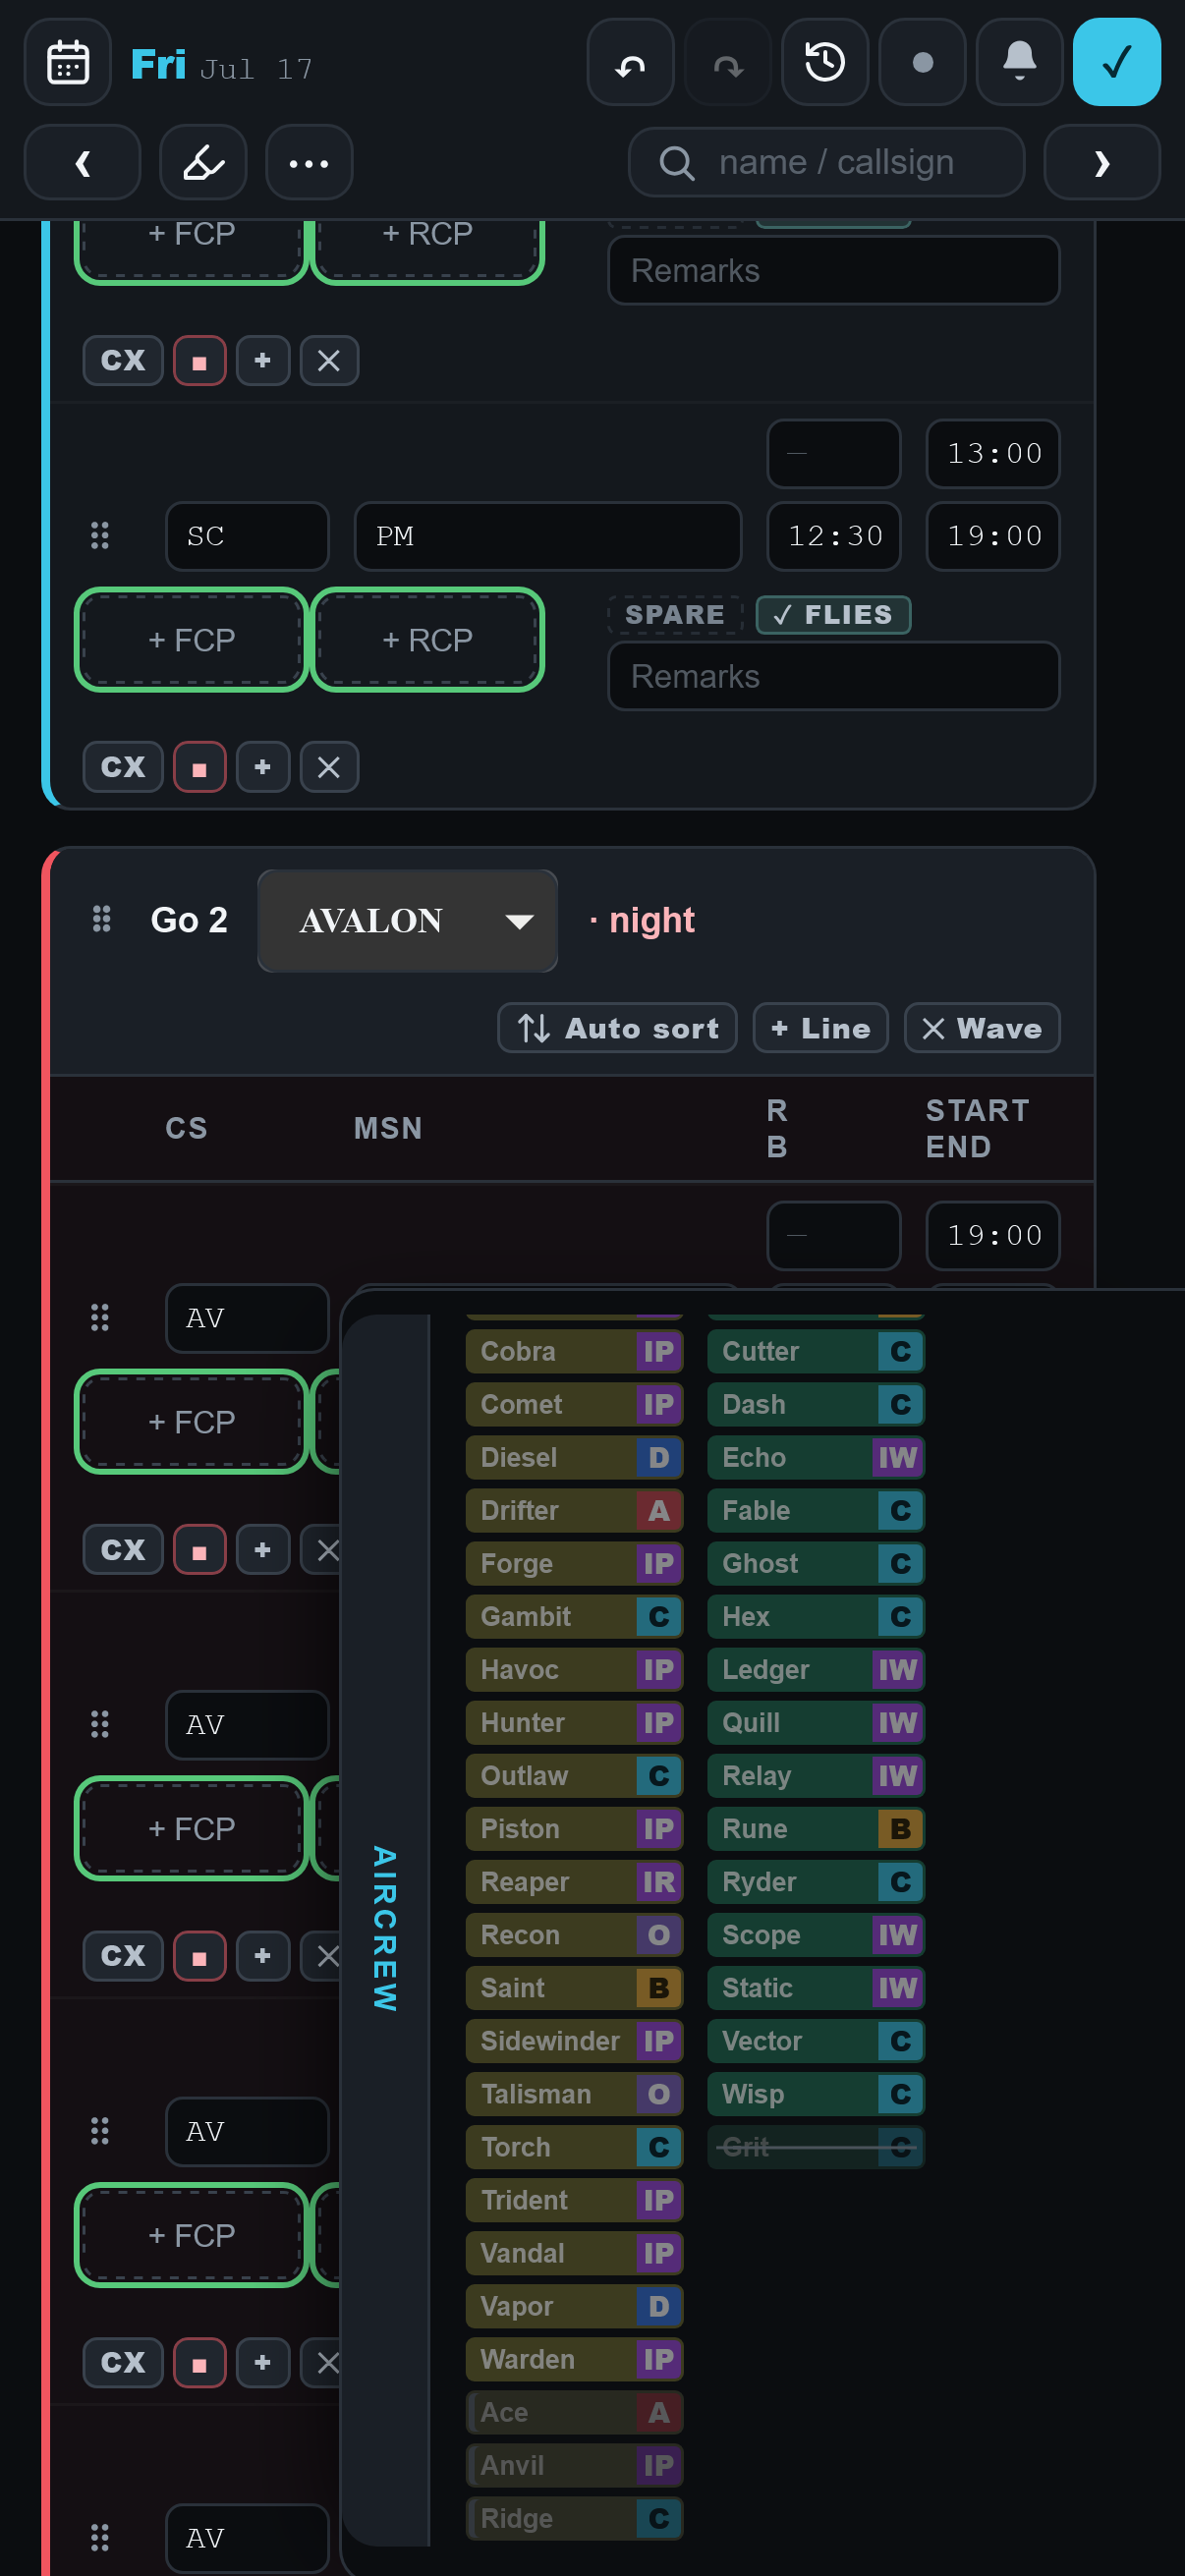 Fri Jul 17
name / callsign
+ FCP + RCP
Remarks
CX +
— 13:00
SC PM 12:30 19:00
+ FCP + RCP SPARE ✓ FLIES
Remarks
CX +
Go 2 AVALON · night
Auto sort + Line × Wave
CS MSN R START
B END
— 19:00
AV
+ FCP
CX +
AV
+ FCP
CX +
AV
+ FCP
CX +
AV
AIRCREW
Cobra IP
Comet IP
Diesel D
Drifter A
Forge IP
Gambit C
Havoc IP
Hunter IP
Outlaw C
Piston IP
Reaper IR
Recon O
Saint B
Sidewinder IP
Talisman O
Torch C
Trident IP
Vandal IP
Vapor D
Warden IP
Ace A
Anvil IP
Ridge C
Cutter C
Dash C
Echo IW
Fable C
Ghost C
Hex C
Ledger IW
Quill IW
Relay IW
Rune B
Ryder C
Scope IW
Static IW
Vector C
Wisp C
Grit C